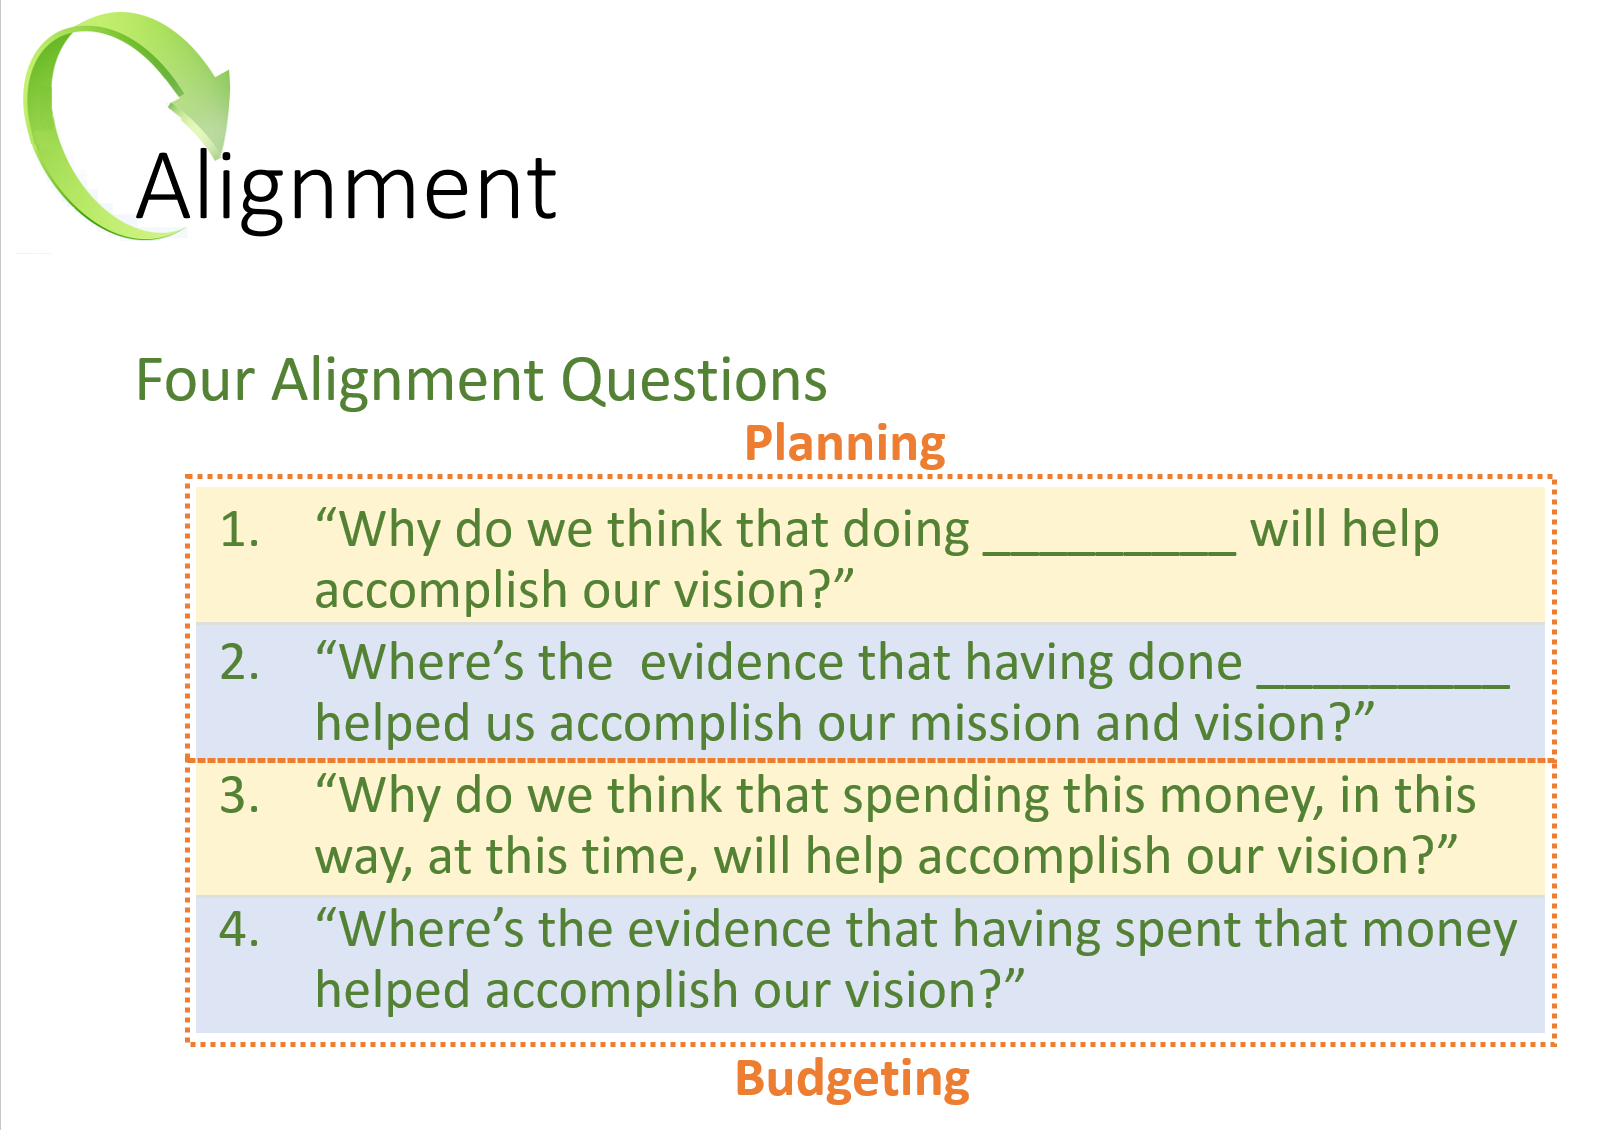 Alignment
Four Alignment Questions
Planning
1. “Why do we think that doing _________ will help
accomplish our vision?”
2. “Where’s the  evidence that having done _________
helped us accomplish our mission and vision?”
3. “Why do we think that spending this money, in this
way, at this time, will help accomplish our vision?”
4. “Where’s the evidence that having spent that money
helped accomplish our vision?”
Budgeting